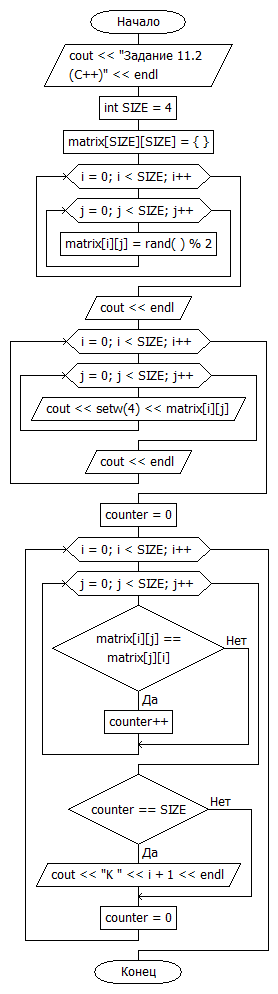 Начало
cout << "Задание 11.2
(C++)" << endl
int SIZE = 4
matrix[SIZE][SIZE] = { }
i = 0; i < SIZE; i++
j = 0; j < SIZE; j++
matrix[i][j] = rand( ) % 2
cout << endl
i = 0; i < SIZE; i++
j = 0; j < SIZE; j++
cout << setw(4) << matrix[i][j]
cout << endl
counter = 0
i = 0; i < SIZE; i++
j = 0; j < SIZE; j++
matrix[i][j] ==
matrix[j][i]
Нет
Да
counter++
counter == SIZE
Нет
Да
cout << "K " << i + 1 << endl
counter = 0
Конец